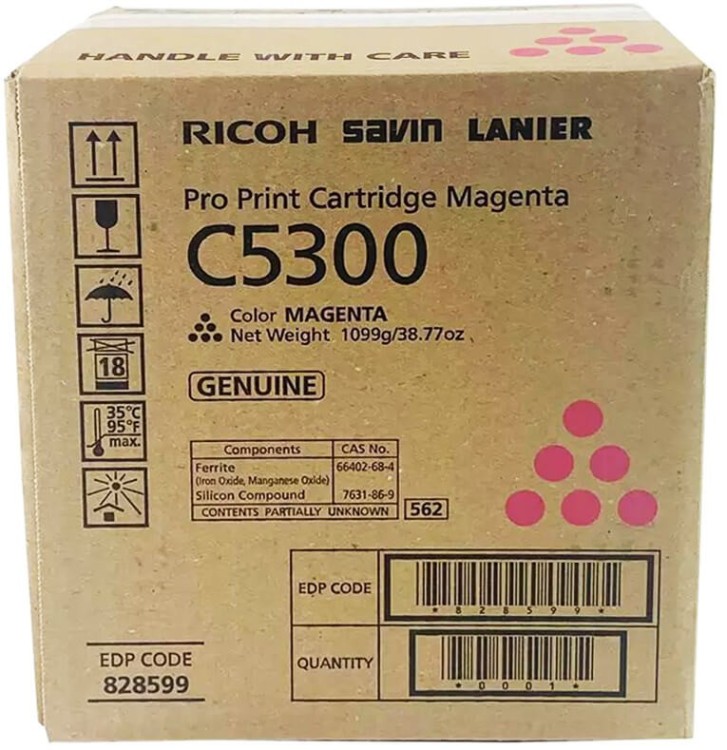 HANDLE WITH CARE
RICOH Savin LANIER
Pro Print Cartridge Magenta
C5300
Color MAGENTA
Net Weight 1099g/38.77oz
GENUINE
18
35°C
95°F
max.
Components CAS No.
Ferrite 66402-68-4
(Iron Oxide, Manganese Oxide)
Silicon Compound 7631-86-9
CONTENTS PARTIALLY UNKNOWN 562
EDP CODE
*828599*
QUANTITY
*0001*
EDP CODE
828599